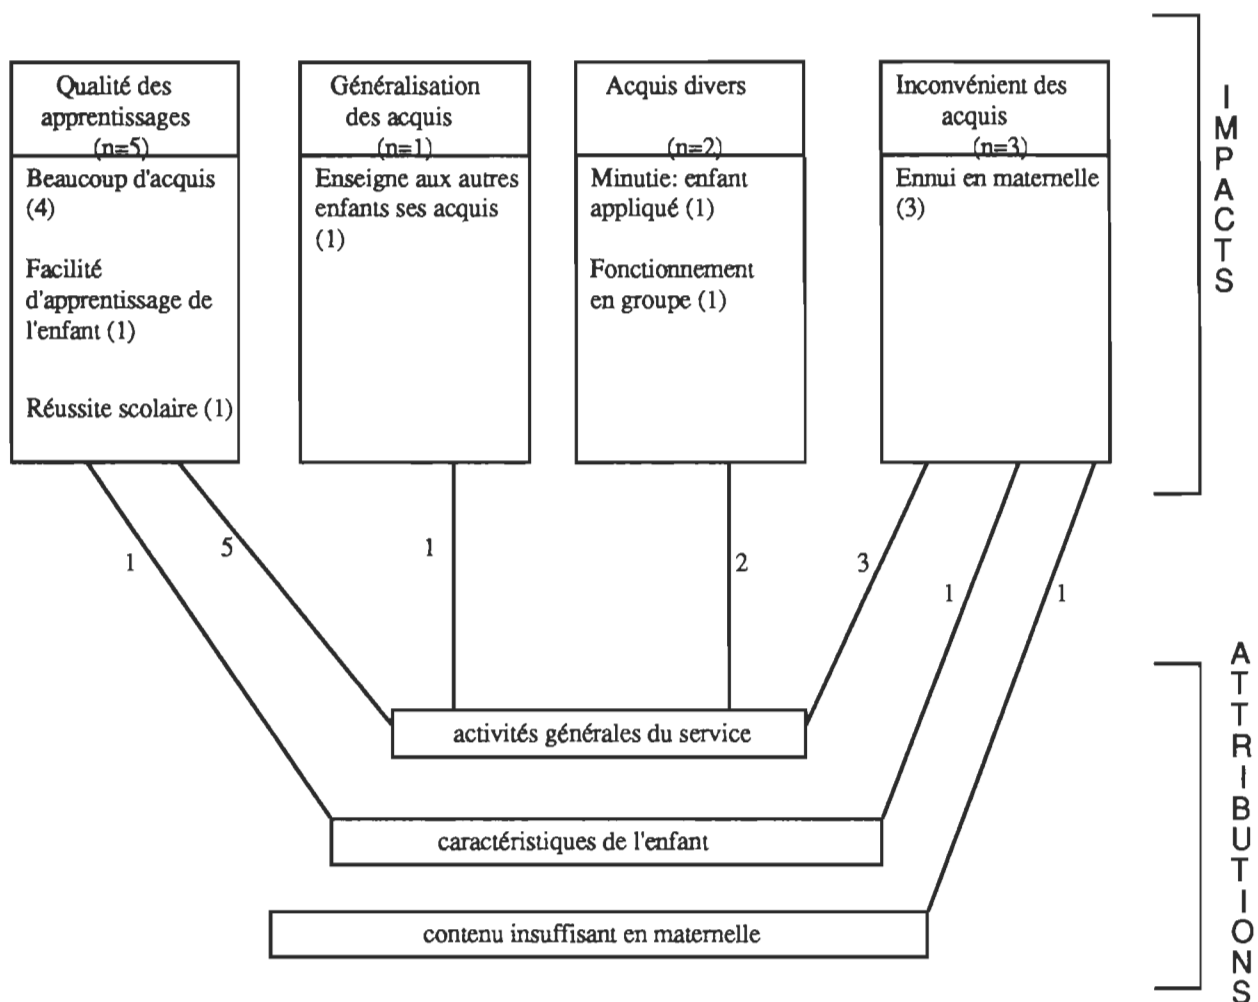 Qualité des
apprentissages
(n=5)
Beaucoup d'acquis
(4)
Facilité
d'apprentissage de
l'enfant (1)
Réussite scolaire (1)
Généralisation
des acquis
(n=1)
Enseigne aux autres
enfants ses acquis
(1)
Acquis divers
(n=2)
Minutie: enfant
appliqué (1)
Fonctionnement
en groupe (1)
Inconvénient des
acquis
(n=3)
Ennui en maternelle
(3)
IMPACTS
1
5
1
2
3
1
1
activités générales du service
caractéristiques de l'enfant
contenu insuffisant en maternelle
ATTRIBUTIONS